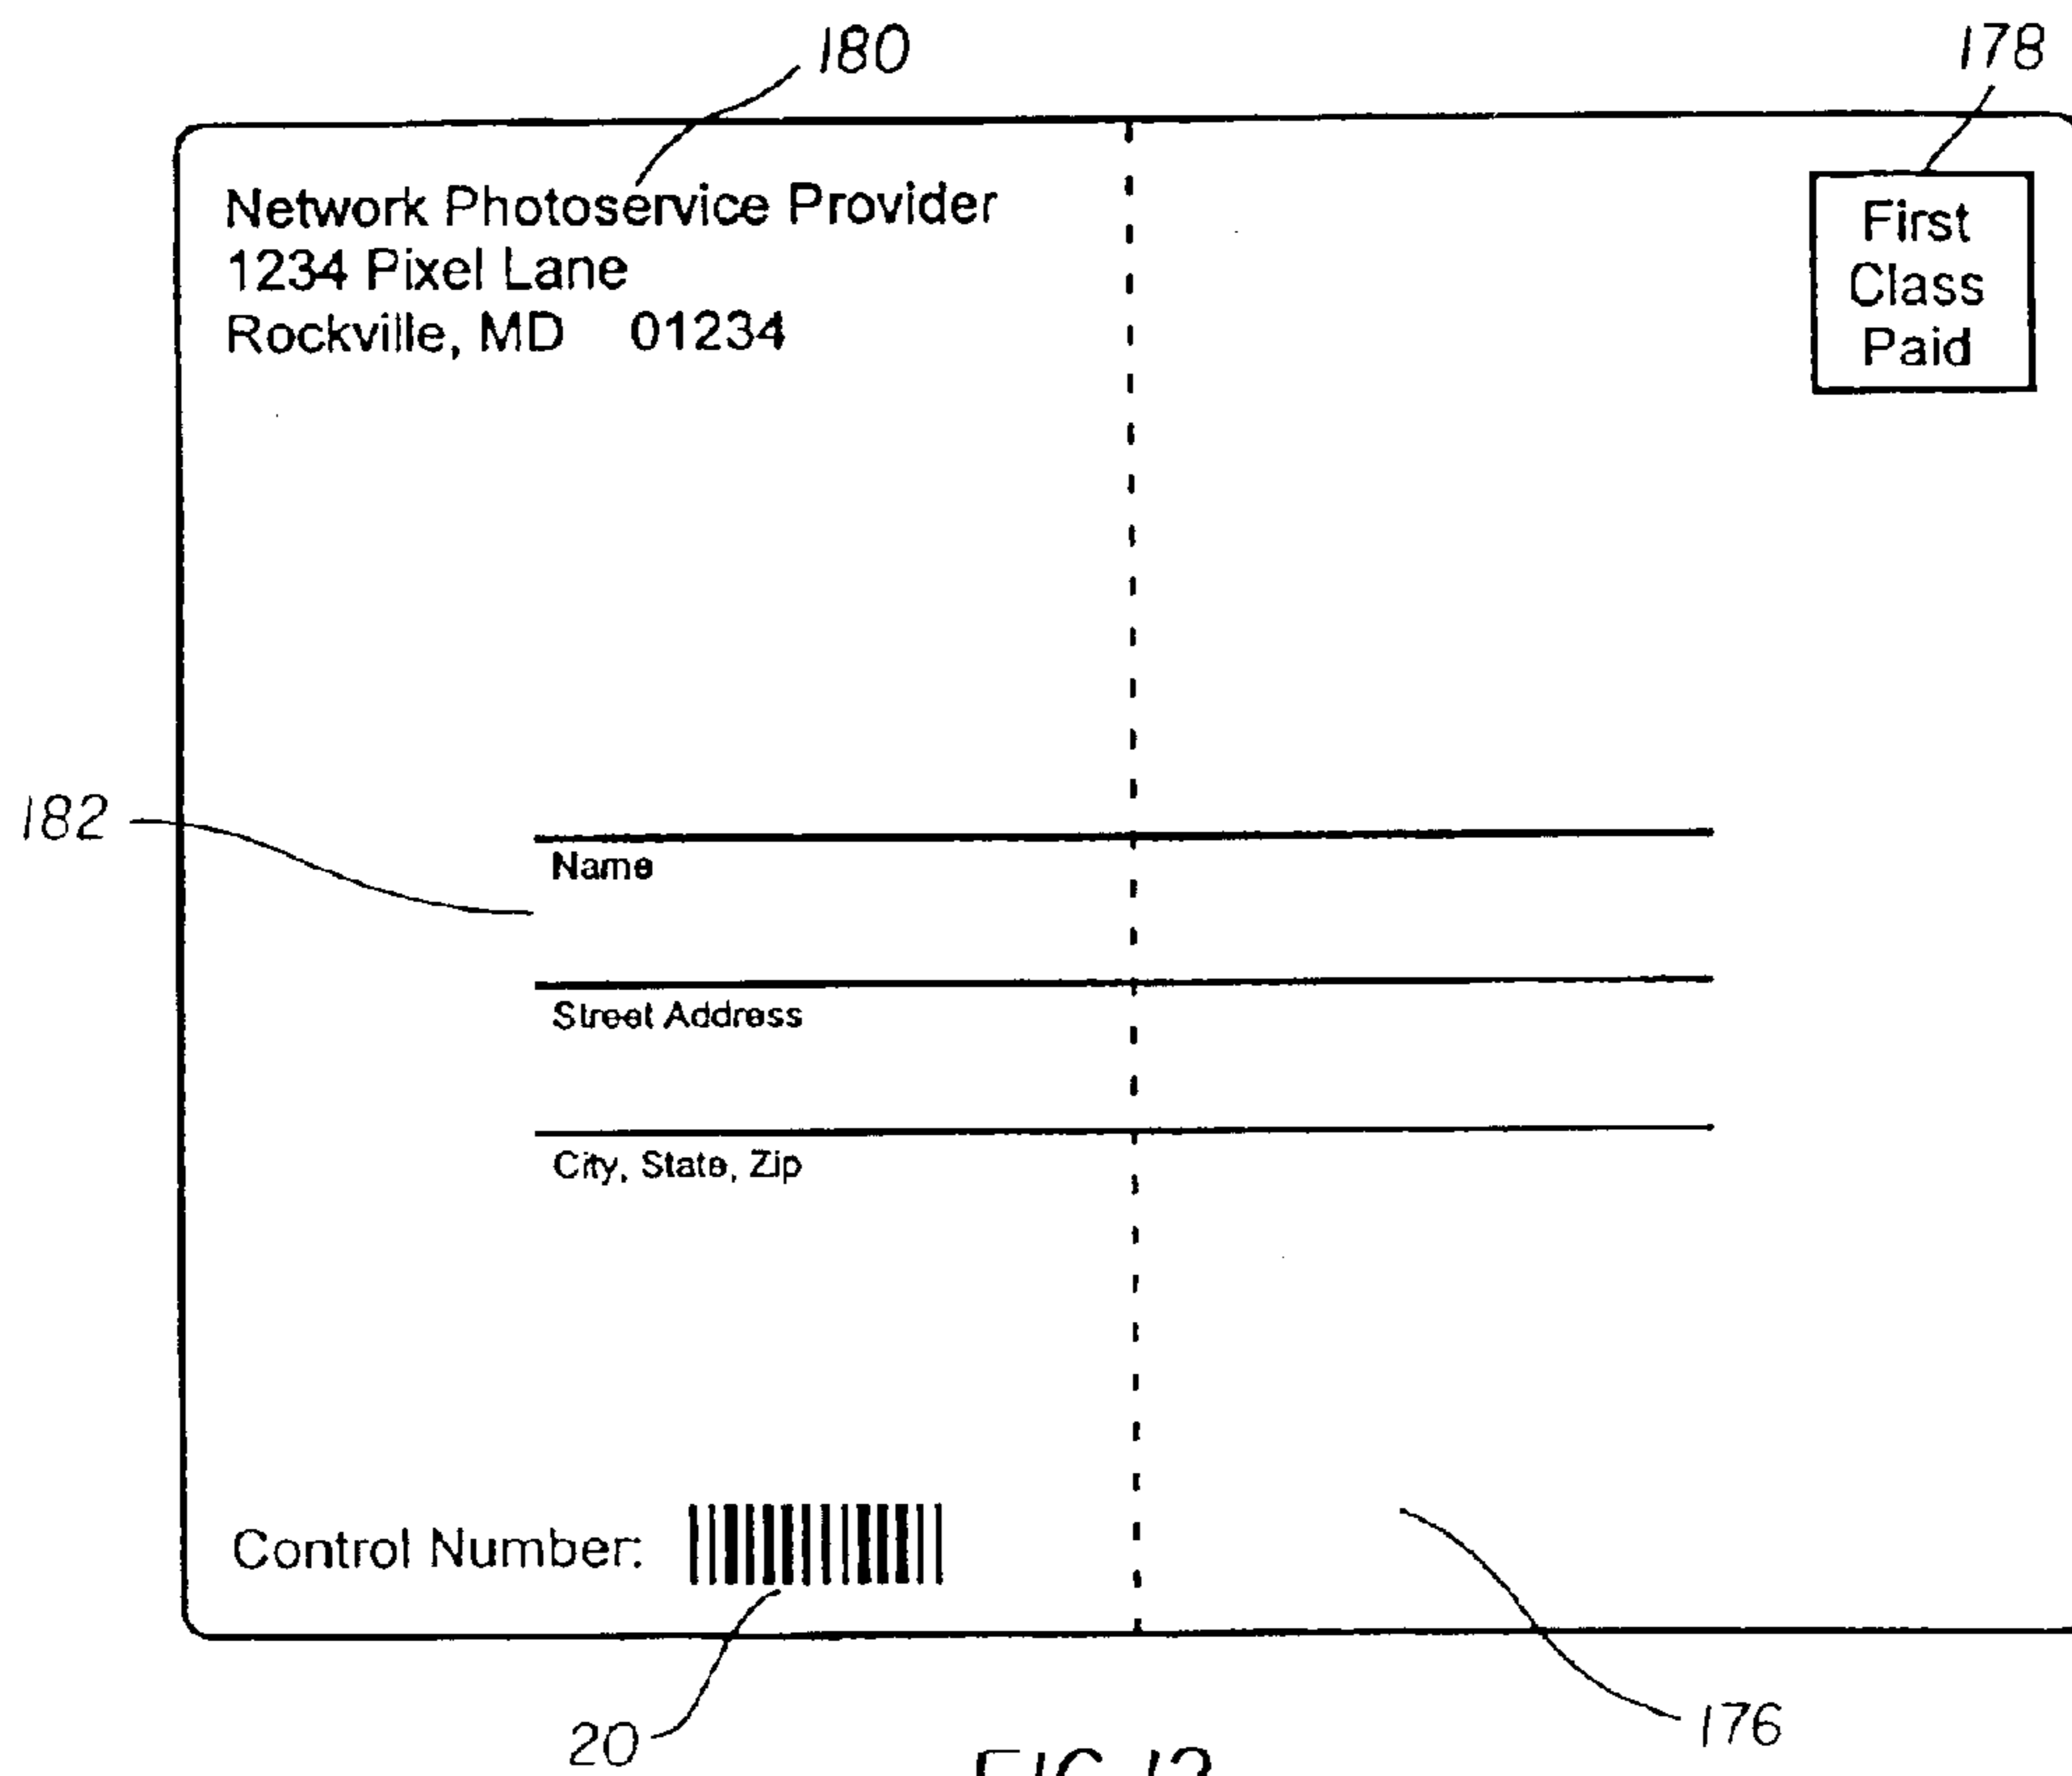 180
178
Network Photoservice Provider
1234 Pixel Lane
Rockville, MD 01234
First
Class
Paid
182
Name
Street Address
City, State, Zip
Control Number:
20
176